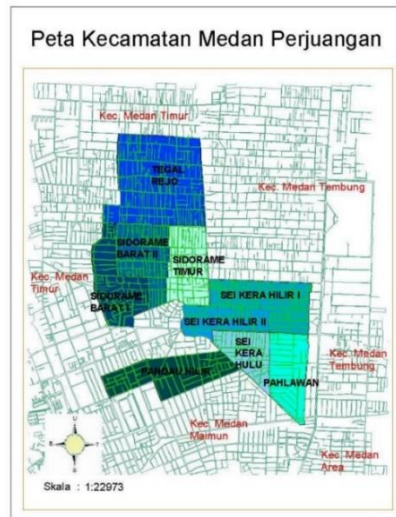 Peta Kecamatan Medan Perjuangan
Kec. Medan Timur
TEGAL
REJO
Kec. Medan Tembung
SIDORAME
BARAT II
SIDORAME
TIMUR
Kec. Medan
Timur
SIDORAME
BARAT I
SEI KERA HILIR I
SEI KERA HILIR II
SEI
KERA
HULU
Kec. Medan
Tembung
PANDAU HILIR
PAHLAWAN
Kec. Medan
Maimun
Kec. Medan
Area
U
B
T
S
Skala : 1:22973